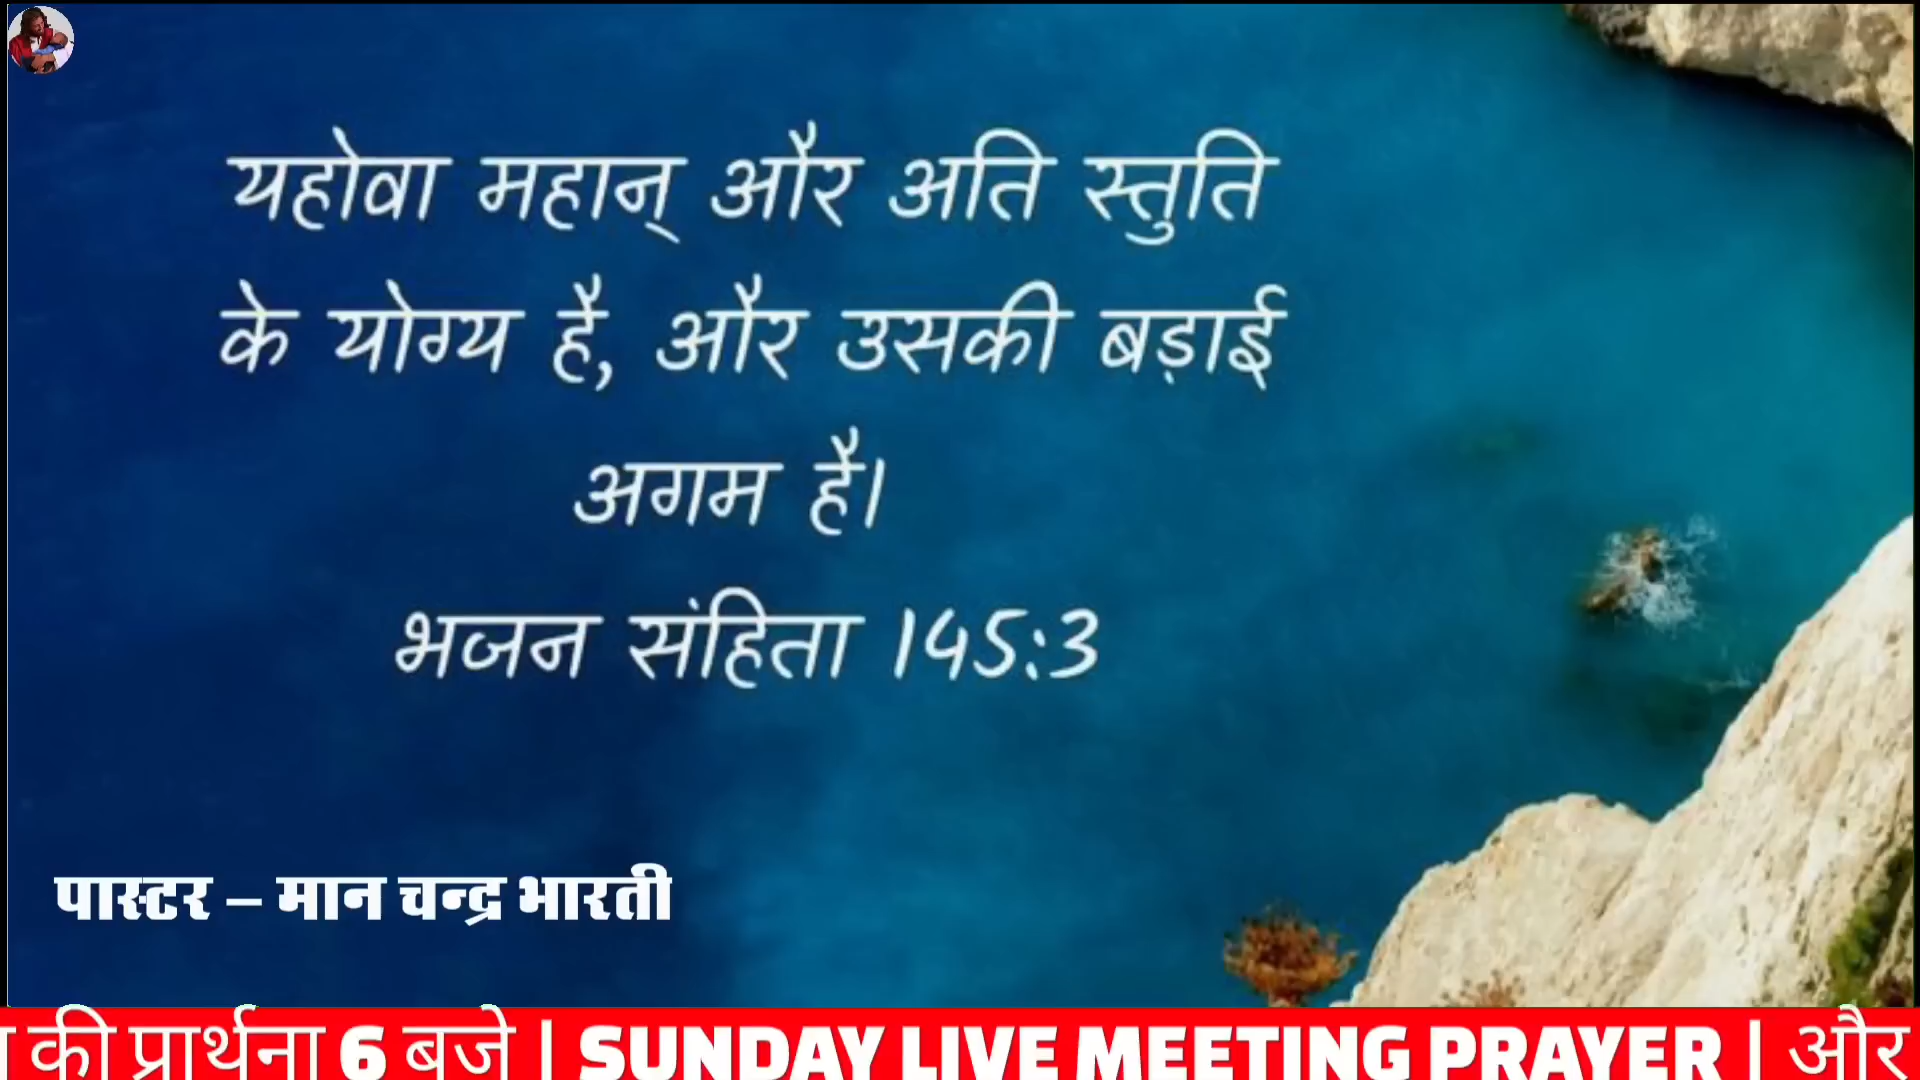 यहोवा महान् और अति स्तुति
के योग्य है, और उसकी बड़ाई
अगम है।
भजन संहिता 145:3
पास्टर – मान चन्द्र भारती
की प्रार्थना 6 बजे | SUNDAY LIVE MEETING PRAYER | और